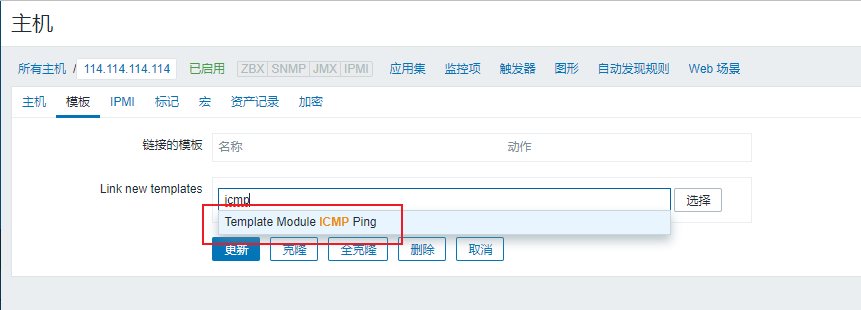 主机
所有主机 / 114.114.114.114 已启用 ZBX SNMP JMX IPMI 应用集 监控项 触发器 图形 自动发现规则 Web 场景
主机 模板 IPMI 标记 宏 资产记录 加密
链接的模板 名称 动作
Link new templates icmp 选择
Template Module ICMP Ping
更新 克隆 全克隆 删除 取消